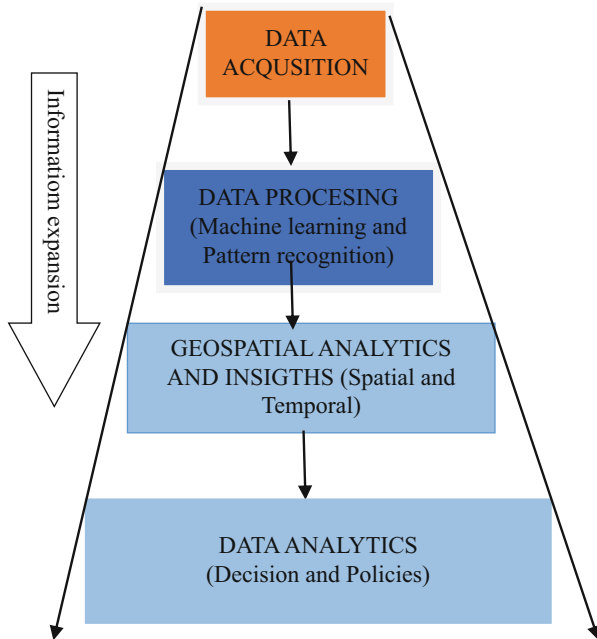 DATA
ACQUSITION
Informatiom expansion
DATA PROCESING
(Machine learning and
Pattern recognition)
GEOSPATIAL ANALYTICS
AND INSIGTHS (Spatial and
Temporal)
DATA ANALYTICS
(Decision and Policies)